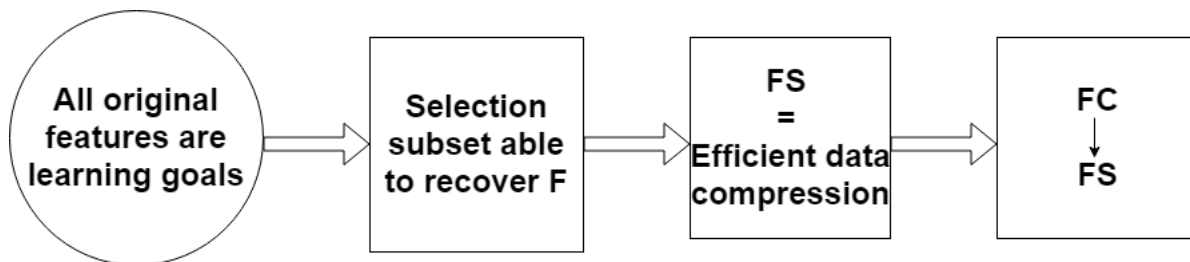 All original
features are
learning goals
Selection
subset able
to recover F
FS
=
Efficient data
compression
FC
FS